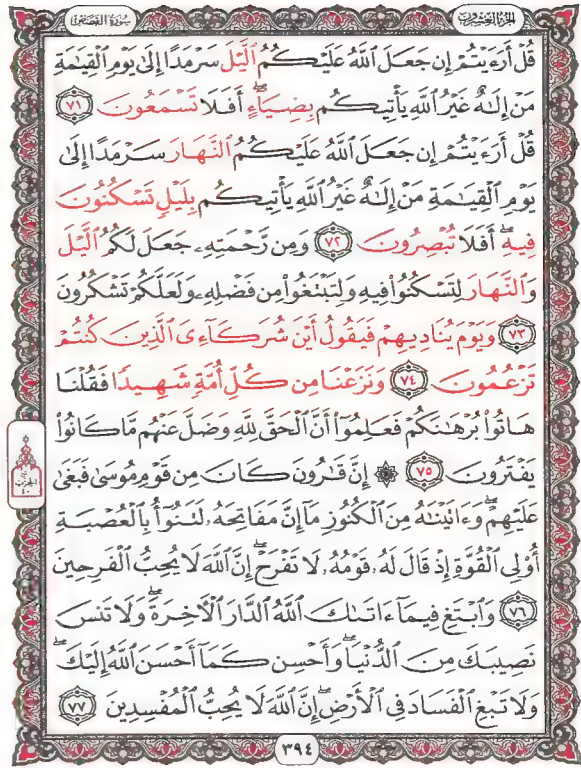 الجزء العشرون سورة القصص
قُلْ أَرَءَيْتُمْ إِن جَعَلَ ٱللَّهُ عَلَيْكُمُ ٱلَّيْلَ سَرْمَدًا إِلَىٰ يَوْمِ ٱلْقِيَٰمَةِ
مَنْ إِلَٰهٌ غَيْرُ ٱللَّهِ يَأْتِيكُم بِضِيَآءٍ ۖ أَفَلَا تَسْمَعُونَ ٧١
قُلْ أَرَءَيْتُمْ إِن جَعَلَ ٱللَّهُ عَلَيْكُمُ ٱلنَّهَارَ سَرْمَدًا إِلَىٰ
يَوْمِ ٱلْقِيَٰمَةِ مَنْ إِلَٰهٌ غَيْرُ ٱللَّهِ يَأْتِيكُم بِلَيْلٍ تَسْكُنُونَ
فِيهِ ۖ أَفَلَا تُبْصِرُونَ ٧٢ وَمِن رَّحْمَتِهِۦ جَعَلَ لَكُمُ ٱلَّيْلَ
وَٱلنَّهَارَ لِتَسْكُنُوا۟ فِيهِ وَلِتَبْتَغُوا۟ مِن فَضْلِهِۦ وَلَعَلَّكُمْ تَشْكُرُونَ
٧٣ وَيَوْمَ يُنَادِيهِمْ فَيَقُولُ أَيْنَ شُرَكَآءِىَ ٱلَّذِينَ كُنتُمْ
تَزْعُمُونَ ٧٤ وَنَزَعْنَا مِن كُلِّ أُمَّةٍ شَهِيدًا فَقُلْنَا
هَاتُوا۟ بُرْهَٰنَكُمْ فَعَلِمُوٓا۟ أَنَّ ٱلْحَقَّ لِلَّهِ وَضَلَّ عَنْهُم مَّا كَانُوا۟
يَفْتَرُونَ ٧٥ ۞ إِنَّ قَٰرُونَ كَانَ مِن قَوْمِ مُوسَىٰ فَبَغَىٰ
عَلَيْهِمْ ۖ وَءَاتَيْنَٰهُ مِنَ ٱلْكُنُوزِ مَآ إِنَّ مَفَاتِحَهُۥ لَتَنُوٓأُ بِٱلْعُصْبَةِ
أُو۟لِى ٱلْقُوَّةِ إِذْ قَالَ لَهُۥ قَوْمُهُۥ لَا تَفْرَحْ ۖ إِنَّ ٱللَّهَ لَا يُحِبُّ ٱلْفَرِحِينَ
٧٦ وَٱبْتَغِ فِيمَآ ءَاتَىٰكَ ٱللَّهُ ٱلدَّارَ ٱلْءَاخِرَةَ ۖ وَلَا تَنسَ
نَصِيبَكَ مِنَ ٱلدُّنْيَا ۖ وَأَحْسِن كَمَآ أَحْسَنَ ٱللَّهُ إِلَيْكَ ۖ
وَلَا تَبْغِ ٱلْفَسَادَ فِى ٱلْأَرْضِ ۖ إِنَّ ٱللَّهَ لَا يُحِبُّ ٱلْمُفْسِدِينَ ٧٧
الحزب
٤٠
٣٩٤